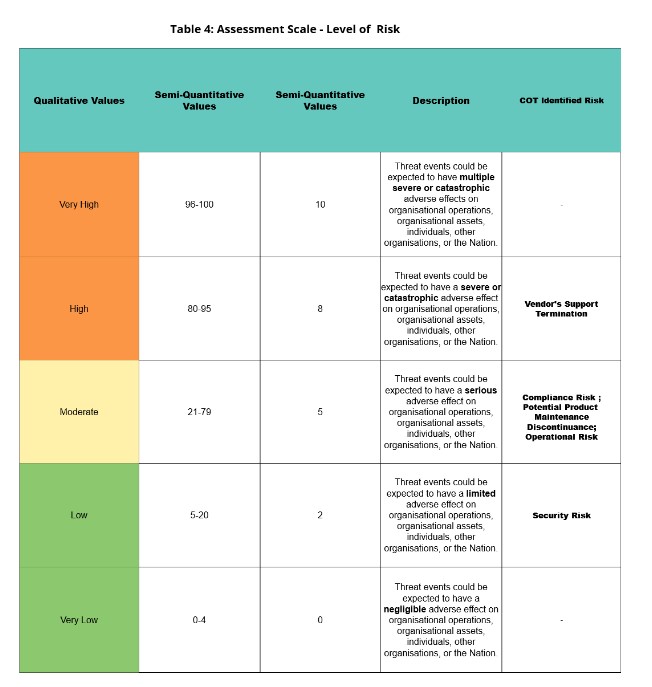 Table 4: Assessment Scale - Level of Risk
Qualitative Values
Semi-Quantitative
Values
Semi-Quantitative
Values
Description
COT Identified Risk
Very High
96-100
10
Threat events could be
expected to have multiple
severe or catastrophic
adverse effects on
organisational operations,
organisational assets,
individuals, other
organisations, or the Nation.
-
High
80-95
8
Threat events could be
expected to have a severe or
catastrophic adverse effect
on organisational operations,
organisational assets,
individuals, other
organisations, or the Nation.
Vendor's Support
Termination
Moderate
21-79
5
Threat events could be
expected to have a serious
adverse effect on
organisational operations,
organisational assets,
individuals, other
organisations, or the Nation.
Compliance Risk ;
Potential Product
Maintenance
Discontinuance;
Operational Risk
Low
5-20
2
Threat events could be
expected to have a limited
adverse effect on
organisational operations,
organisational assets,
individuals, other
organisations, or the Nation.
Security Risk
Very Low
0-4
0
Threat events could be
expected to have a
negligible adverse effect on
organisational operations,
organisational assets,
individuals, other
organisations, or the Nation.
-